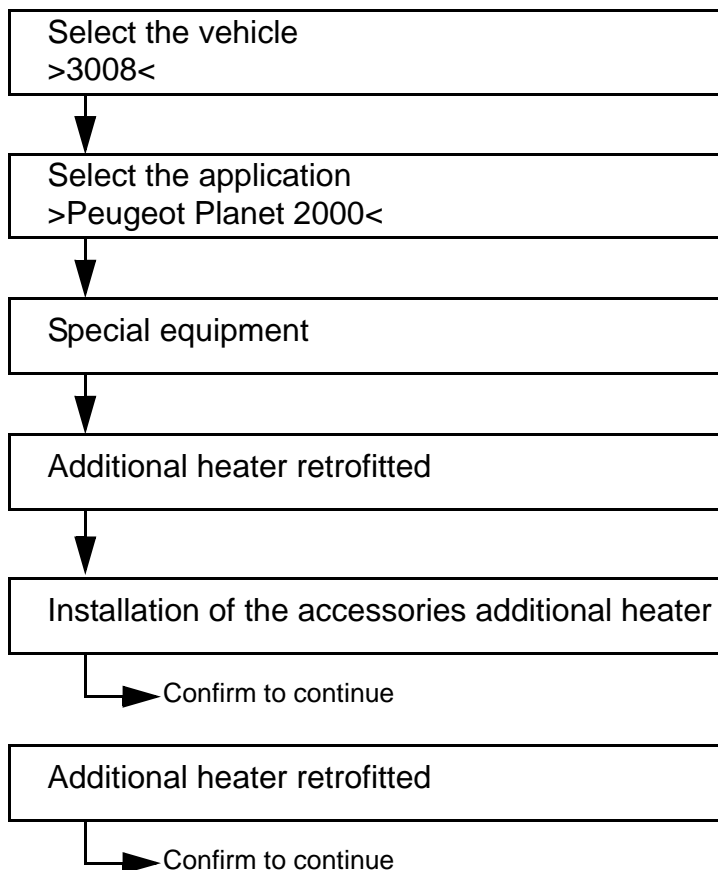 Select the vehicle
>3008<
Select the application
>Peugeot Planet 2000<
Special equipment
Additional heater retrofitted
Installation of the accessories additional heater
Confirm to continue
Additional heater retrofitted
Confirm to continue